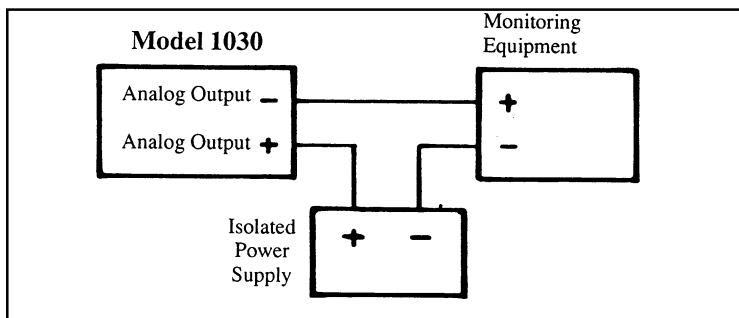 Model 1030
Monitoring
Equipment
Analog Output −
Analog Output +
+
−
Isolated
Power
Supply
+ −